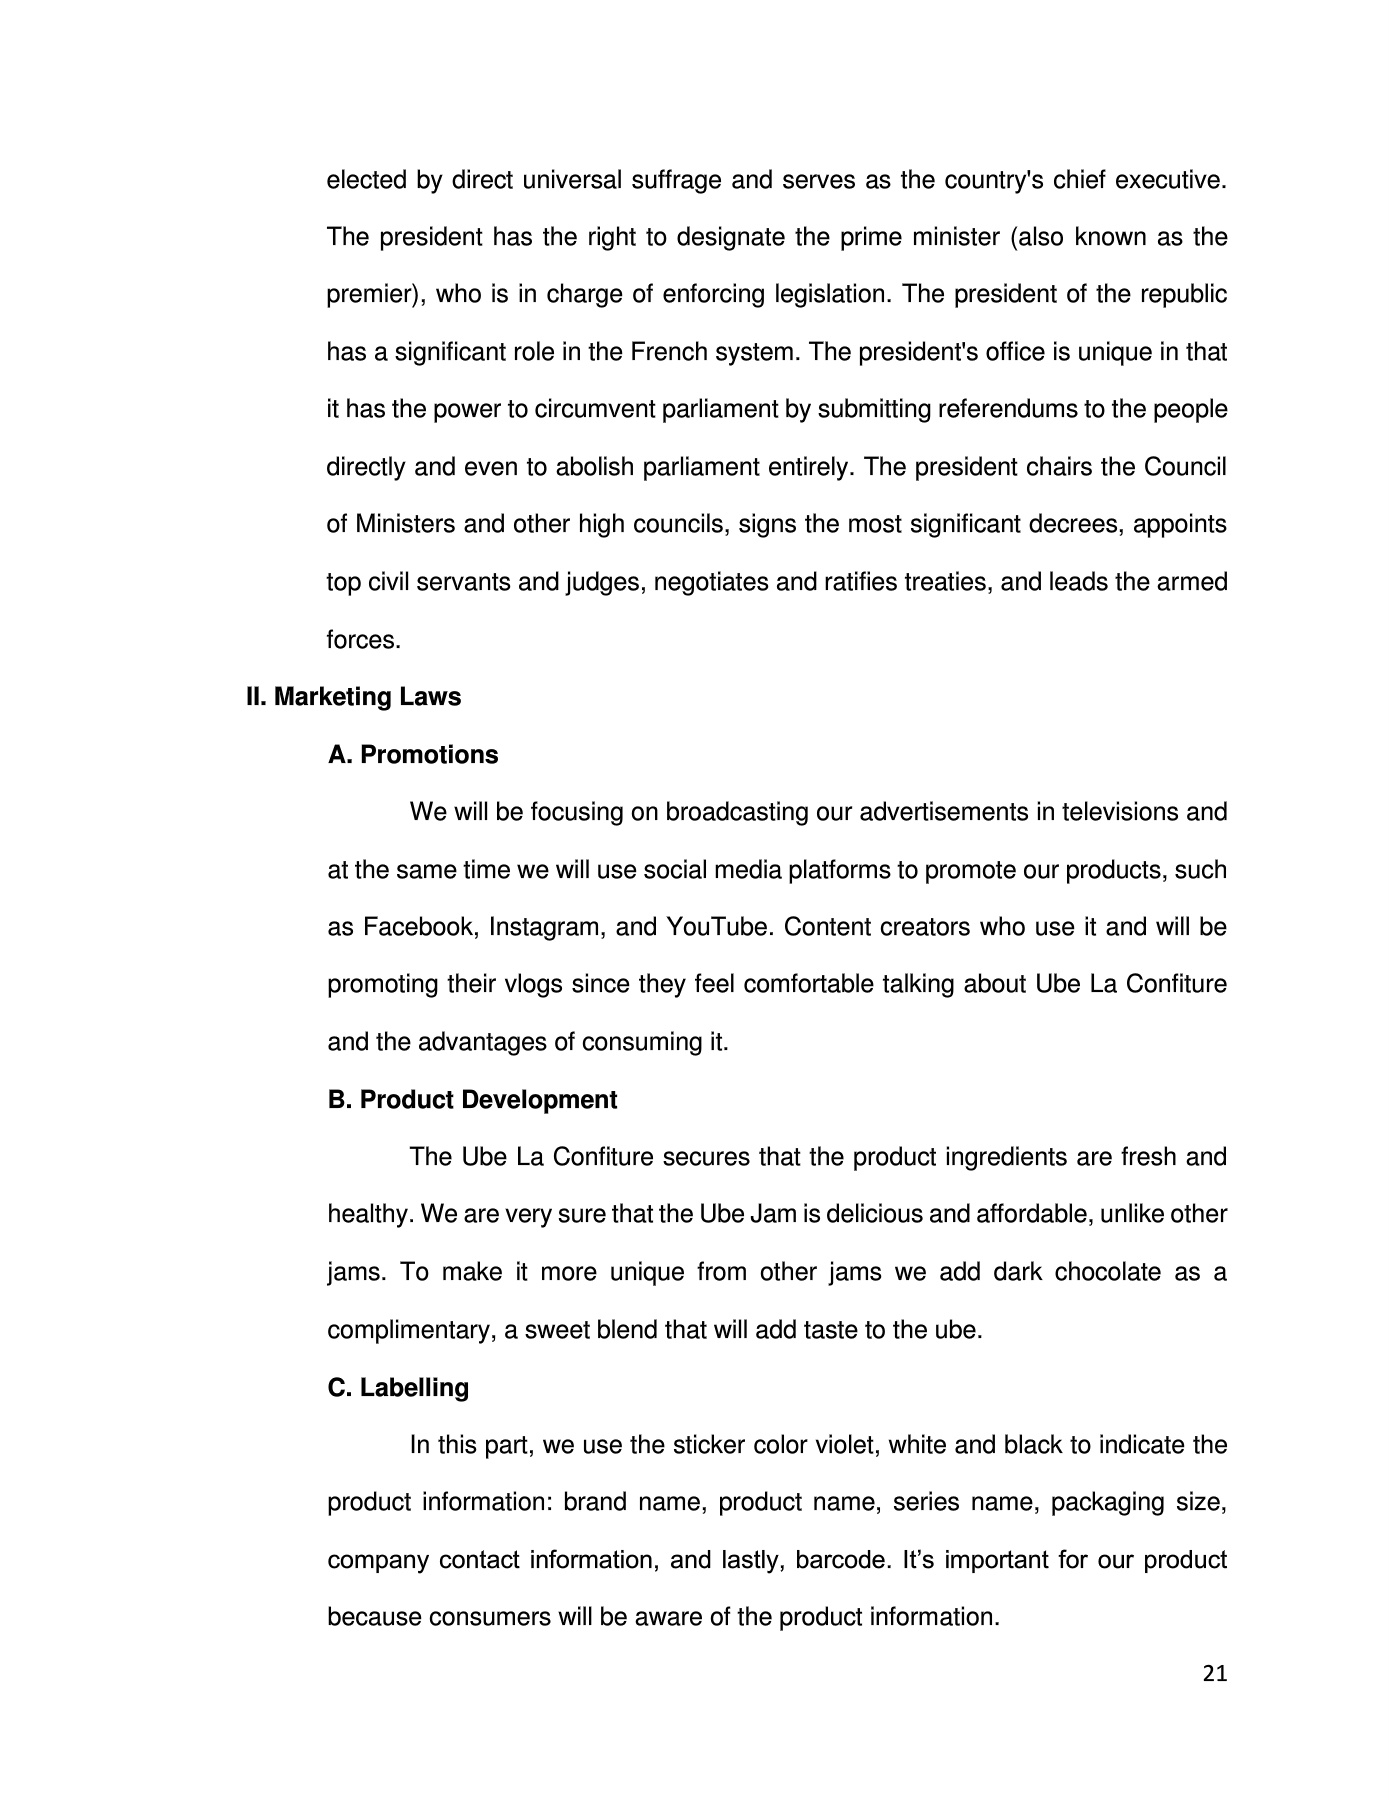 elected by direct universal suffrage and serves as the country's chief executive.
The president has the right to designate the prime minister (also known as the
premier), who is in charge of enforcing legislation. The president of the republic
has a significant role in the French system. The president's office is unique in that
it has the power to circumvent parliament by submitting referendums to the people
directly and even to abolish parliament entirely. The president chairs the Council
of Ministers and other high councils, signs the most significant decrees, appoints
top civil servants and judges, negotiates and ratifies treaties, and leads the armed
forces.
II. Marketing Laws
A. Promotions
We will be focusing on broadcasting our advertisements in televisions and
at the same time we will use social media platforms to promote our products, such
as Facebook, Instagram, and YouTube. Content creators who use it and will be
promoting their vlogs since they feel comfortable talking about Ube La Confiture
and the advantages of consuming it.
B. Product Development
The Ube La Confiture secures that the product ingredients are fresh and
healthy. We are very sure that the Ube Jam is delicious and affordable, unlike other
jams. To make it more unique from other jams we add dark chocolate as a
complimentary, a sweet blend that will add taste to the ube.
C. Labelling
In this part, we use the sticker color violet, white and black to indicate the
product information: brand name, product name, series name, packaging size,
company contact information, and lastly, barcode. It’s important for our product
because consumers will be aware of the product information.
21